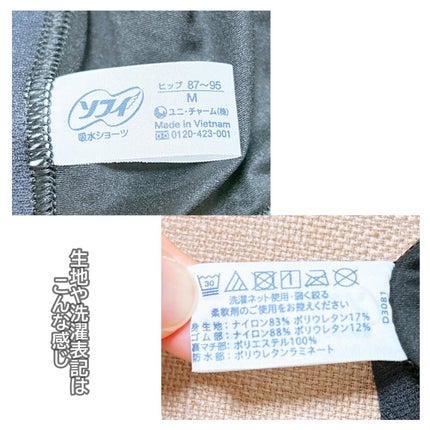 ソフィ
吸水ショーツ
ヒップ 87〜95
M
ユニ・チャーム(株)
Made in Vietnam
0120-423-001
生地や洗濯表記は
こんな感じ
30
洗濯ネット使用・弱く絞る
柔軟剤のご使用をお控えください
身生地: ナイロン83% ポリウレタン17%
ゴム部: ナイロン88% ポリウレタン12%
裏マチ部: ポリエステル100%
防水部: ポリウレタンラミネート
D3081